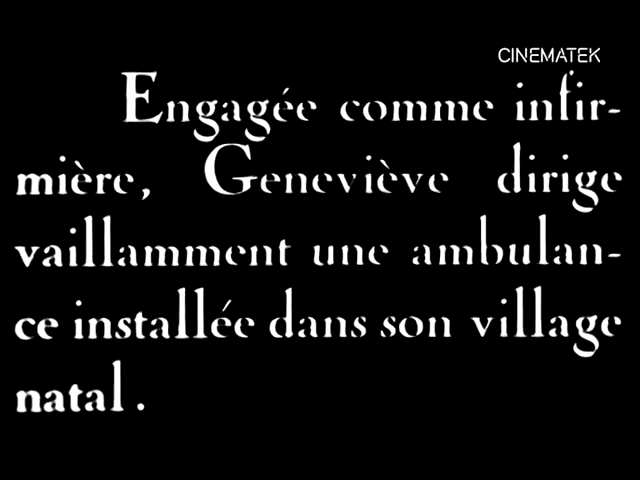 CINEMATEK
Engagée comme infir-
mière, Geneviève dirige
vaillamment une ambulan-
ce installée dans son village
natal.